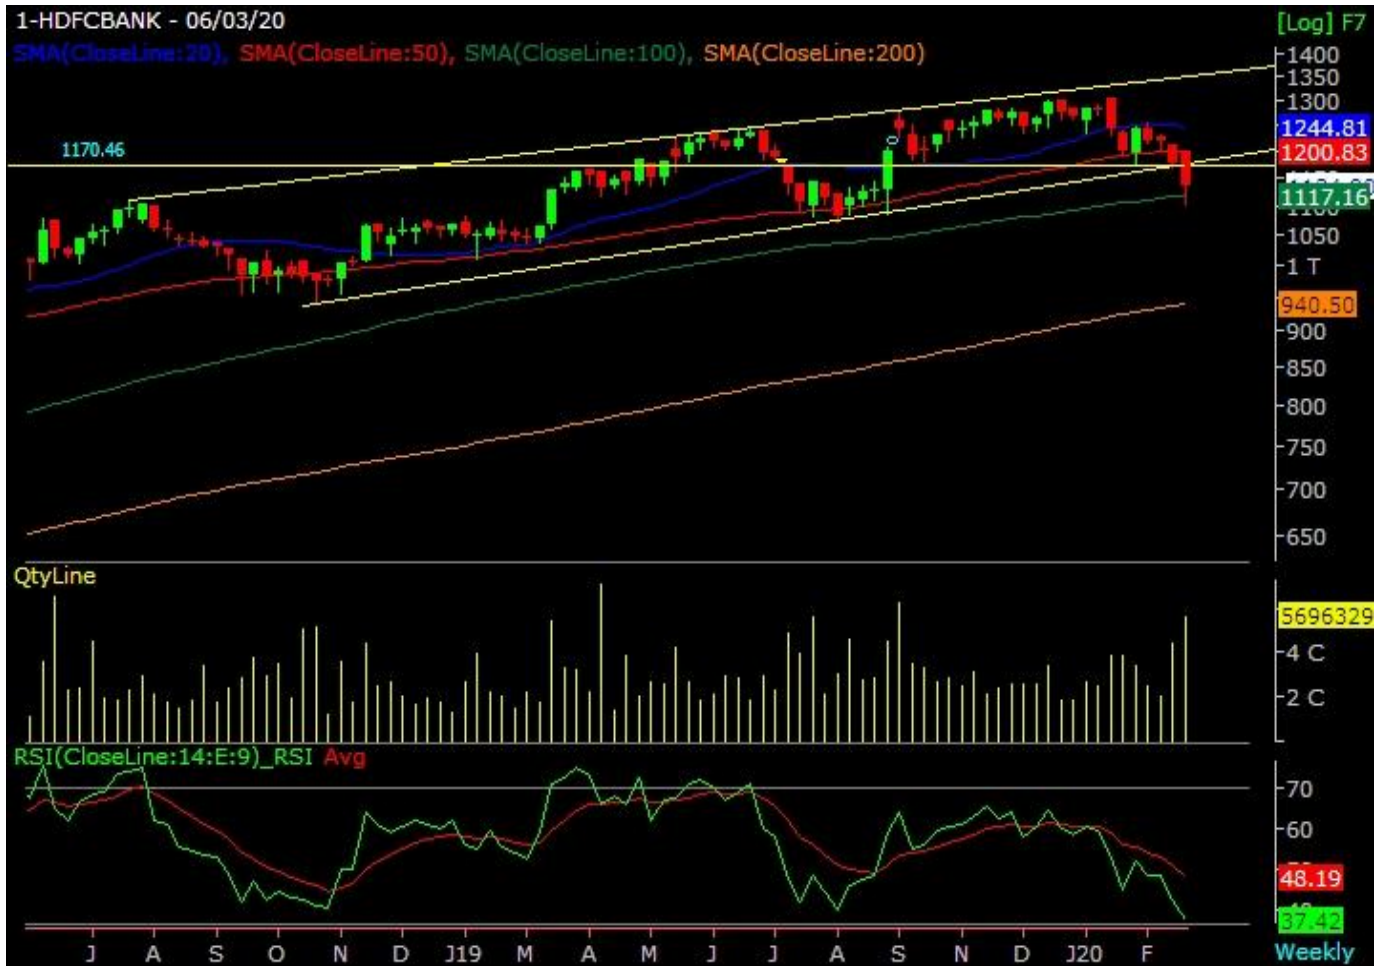 1-HDFCBANK - 06/03/20
[Log] F7
SMA(CloseLine:20), SMA(CloseLine:50), SMA(CloseLine:100), SMA(CloseLine:200)
1400
1350
1300
1244.81
1170.46
1200.83
1117.16
1100
1050
1 T
940.50
900
850
800
750
700
650
QtyLine
5696329
4 C
2 C
RSI(CloseLine:14:E:9)_RSI Avg
70
60
48.19
37.42
J A S O N D J19 M A M J J A S N D J20 F
Weekly